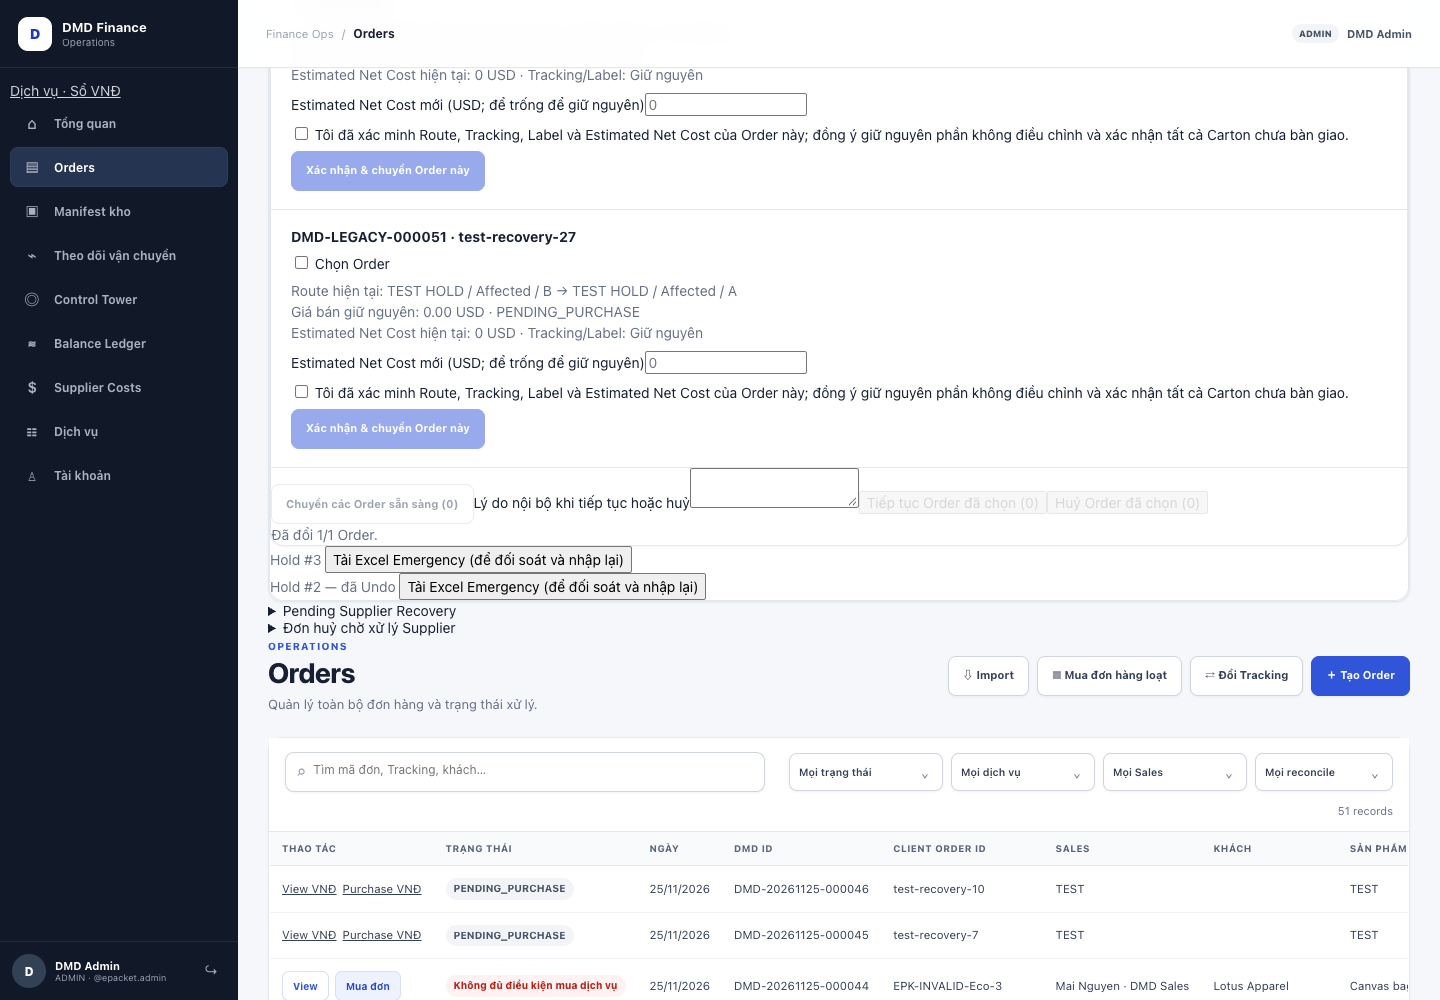 D
DMD Finance
Operations
Dịch vụ · Sổ VNĐ
Tổng quan
Orders
Manifest kho
Theo dõi vận chuyển
Control Tower
Balance Ledger
$ Supplier Costs
Dịch vụ
Tài khoản
D
DMD Admin
ADMIN · @epacket.admin
Finance Ops / Orders
ADMIN DMD Admin
Estimated Net Cost hiện tại: 0 USD · Tracking/Label: Giữ nguyên
Estimated Net Cost mới (USD; để trống để giữ nguyên) 0
Tôi đã xác minh Route, Tracking, Label và Estimated Net Cost của Order này; đồng ý giữ nguyên phần không điều chỉnh và xác nhận tất cả Carton chưa bàn giao.
Xác nhận & chuyển Order này
DMD-LEGACY-000051 · test-recovery-27
Chọn Order
Route hiện tại: TEST HOLD / Affected / B → TEST HOLD / Affected / A
Giá bán giữ nguyên: 0.00 USD · PENDING_PURCHASE
Estimated Net Cost hiện tại: 0 USD · Tracking/Label: Giữ nguyên
Estimated Net Cost mới (USD; để trống để giữ nguyên) 0
Tôi đã xác minh Route, Tracking, Label và Estimated Net Cost của Order này; đồng ý giữ nguyên phần không điều chỉnh và xác nhận tất cả Carton chưa bàn giao.
Xác nhận & chuyển Order này
Chuyển các Order sẵn sàng (0) Lý do nội bộ khi tiếp tục hoặc huỷ Tiếp tục Order đã chọn (0) Huỷ Order đã chọn (0)
Đã đổi 1/1 Order.
Hold #3 Tải Excel Emergency (để đối soát và nhập lại)
Hold #2 — đã Undo Tải Excel Emergency (để đối soát và nhập lại)
▶ Pending Supplier Recovery
▶ Đơn huỷ chờ xử lý Supplier
OPERATIONS
Orders
Quản lý toàn bộ đơn hàng và trạng thái xử lý.
⇩ Import
▦ Mua đơn hàng loạt
⇄ Đổi Tracking
+ Tạo Order
Tìm mã đơn, Tracking, khách...
Mọi trạng thái
Mọi dịch vụ
Mọi Sales
Mọi reconcile
51 records
THAO TÁC TRẠNG THÁI NGÀY DMD ID CLIENT ORDER ID SALES KHÁCH SẢN PHẨM
View VNĐ Purchase VNĐ PENDING_PURCHASE 25/11/2026 DMD-20261125-000046 test-recovery-10 TEST TEST
View VNĐ Purchase VNĐ PENDING_PURCHASE 25/11/2026 DMD-20261125-000045 test-recovery-7 TEST TEST
View Mua đơn Không đủ điều kiện mua dịch vụ 25/11/2026 DMD-20261125-000044 EPK-INVALID-Eco-3 Mai Nguyen · DMD Sales Lotus Apparel Canvas bag